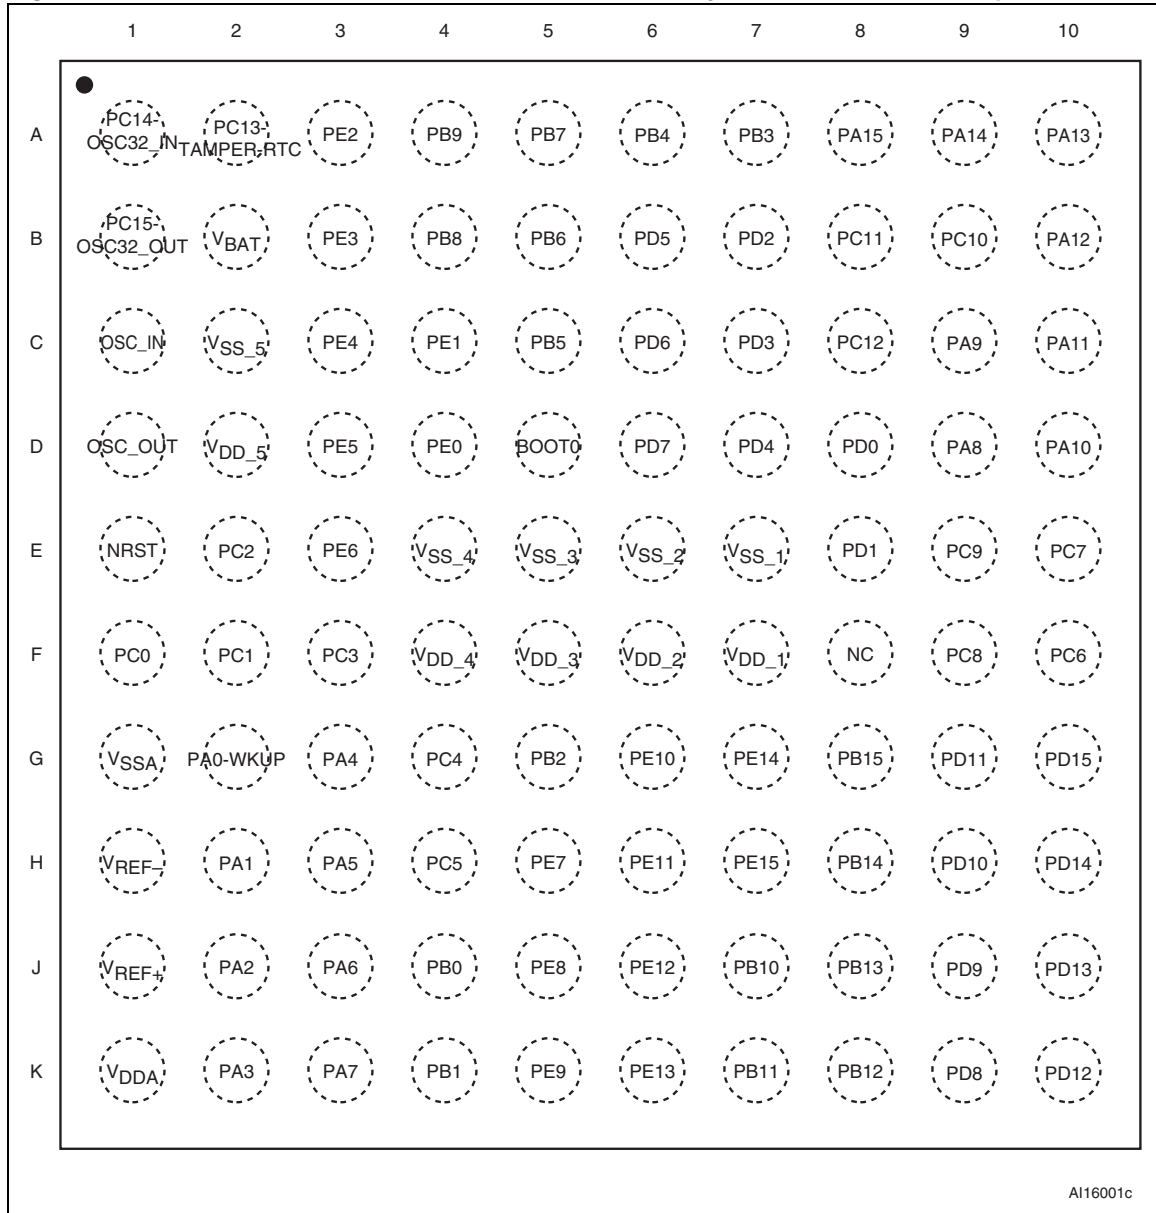 1 2 3 4 5 6 7 8 9 10
A PC14-OSC32_IN PC13-TAMPER-RTC PE2 PB9 PB7 PB4 PB3 PA15 PA14 PA13
B PC15-OSC32_OUT VBAT PE3 PB8 PB6 PD5 PD2 PC11 PC10 PA12
C OSC_IN VSS_5 PE4 PE1 PB5 PD6 PD3 PC12 PA9 PA11
D OSC_OUT VDD_5 PE5 PE0 BOOT0 PD7 PD4 PD0 PA8 PA10
E NRST PC2 PE6 VSS_4 VSS_3 VSS_2 VSS_1 PD1 PC9 PC7
F PC0 PC1 PC3 VDD_4 VDD_3 VDD_2 VDD_1 NC PC8 PC6
G VSSA PA0-WKUP PA4 PC4 PB2 PE10 PE14 PB15 PD11 PD15
H VREF– PA1 PA5 PC5 PE7 PE11 PE15 PB14 PD10 PD14
J VREF+ PA2 PA6 PB0 PE8 PE12 PB10 PB13 PD9 PD13
K VDDA PA3 PA7 PB1 PE9 PE13 PB11 PB12 PD8 PD12
AI16001c